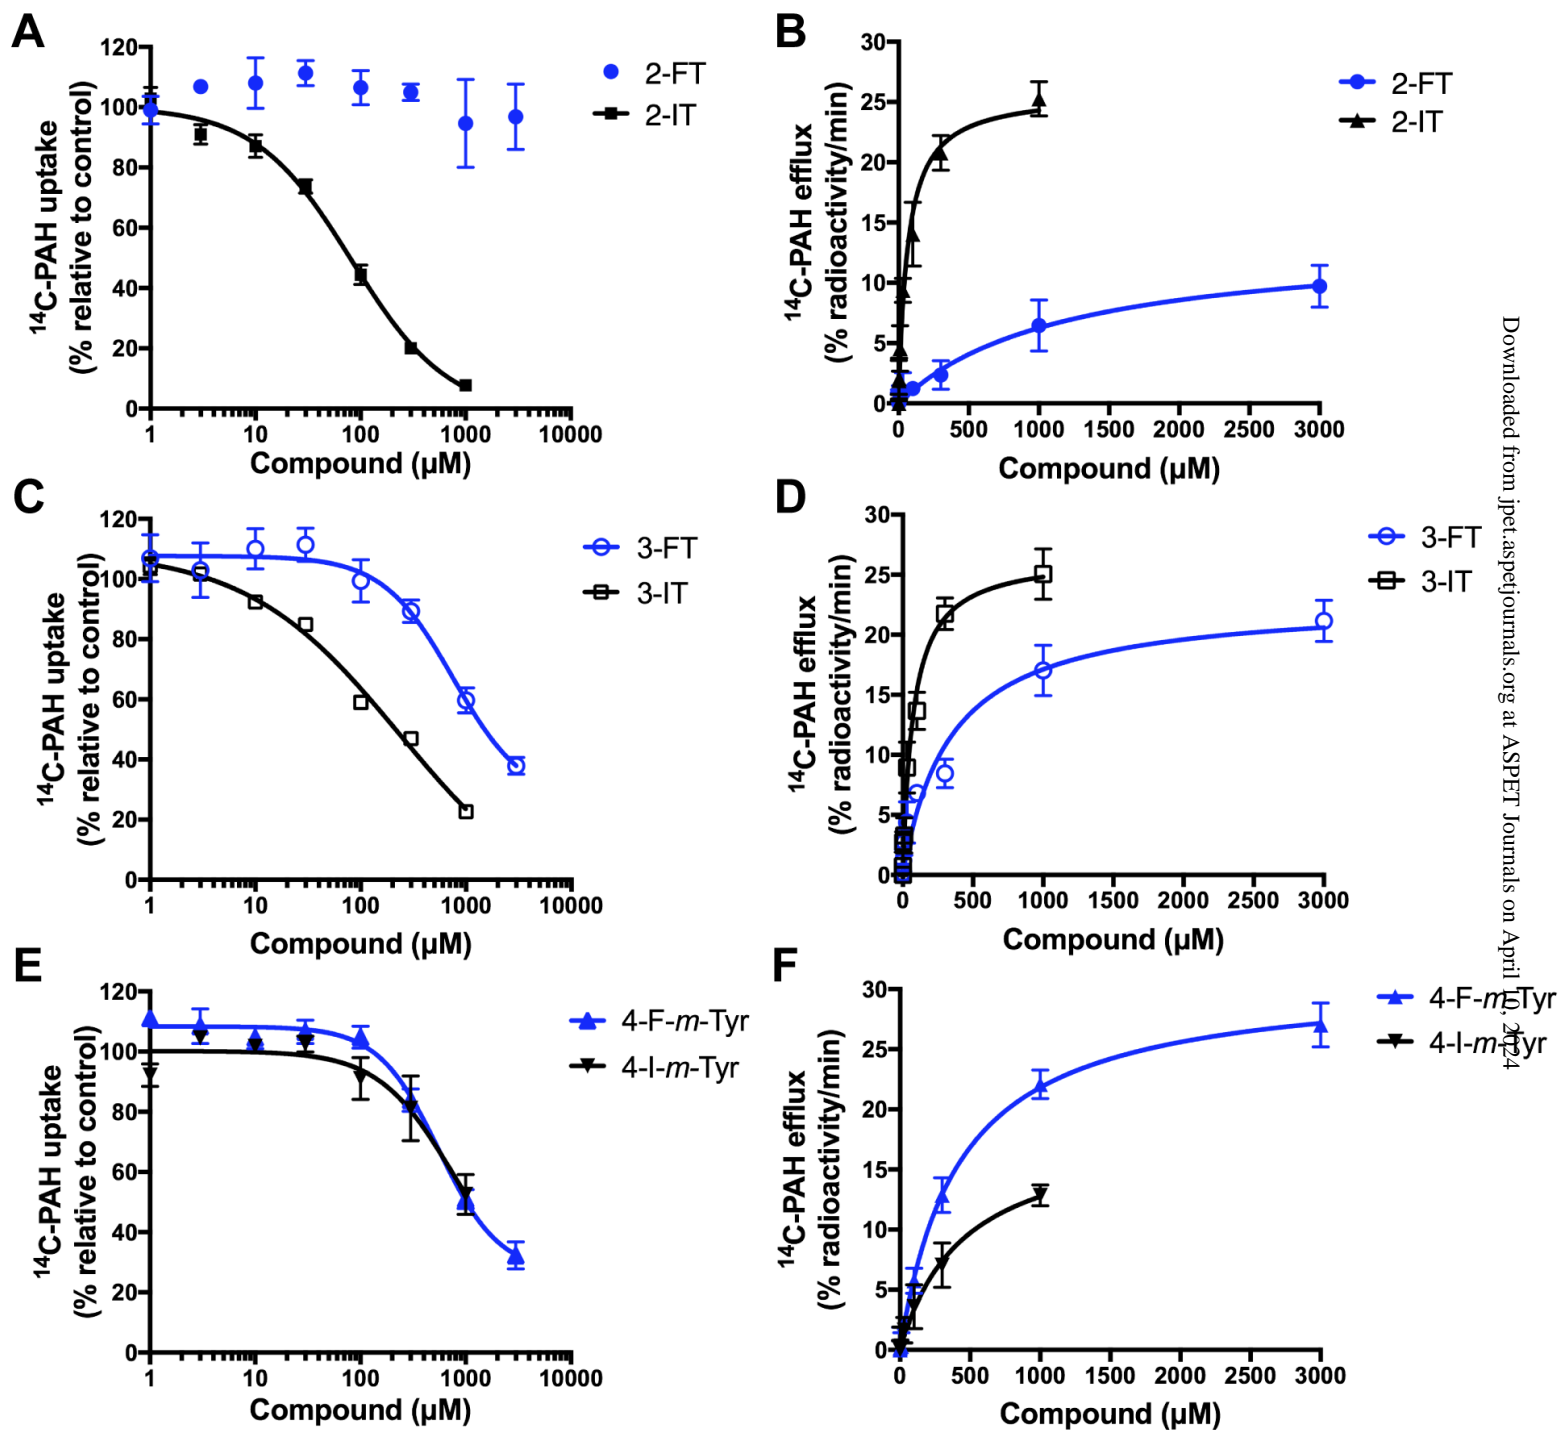 A
120
100
80
60
40
20
0
1 10 100 1000 10000
¹⁴C-PAH uptake
(% relative to control)
Compound (µM)
2-FT
2-IT
B
30
25
20
15
10
5
0
0 500 1000 1500 2000 2500 3000
¹⁴C-PAH efflux
(% radioactivity/min)
Compound (µM)
2-FT
2-IT
C
120
100
80
60
40
20
0
1 10 100 1000 10000
¹⁴C-PAH uptake
(% relative to control)
Compound (µM)
3-FT
3-IT
D
30
25
20
15
10
5
0
0 500 1000 1500 2000 2500 3000
¹⁴C-PAH efflux
(% radioactivity/min)
Compound (µM)
3-FT
3-IT
E
120
100
80
60
40
20
0
1 10 100 1000 10000
¹⁴C-PAH uptake
(% relative to control)
Compound (µM)
4-F-m-Tyr
4-I-m-Tyr
F
30
25
20
15
10
5
0
0 500 1000 1500 2000 2500 3000
¹⁴C-PAH efflux
(% radioactivity/min)
Compound (µM)
4-F-m-Tyr
4-I-m-Tyr
Downloaded from jpet.aspetjournals.org at ASPET Journals on April 10, 2024